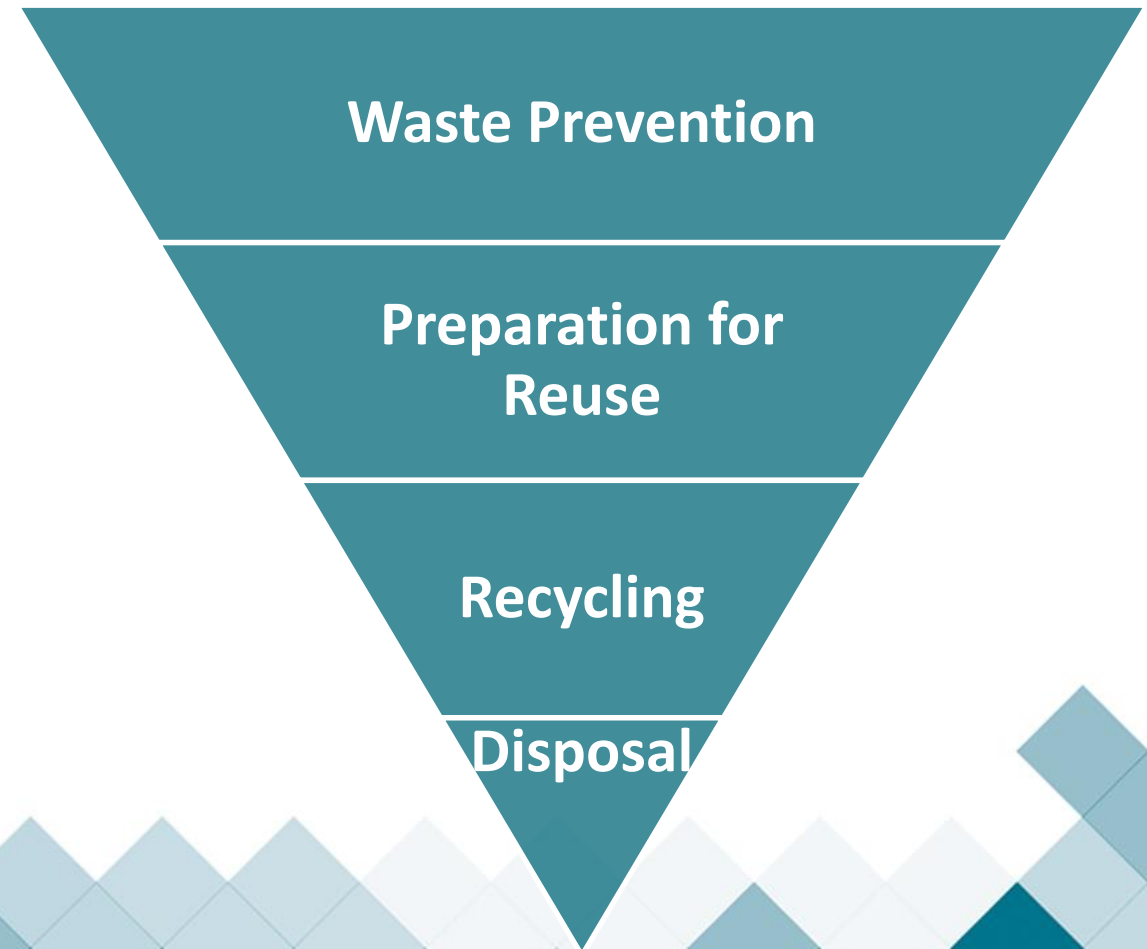 Waste Prevention
Preparation for
Reuse
Recycling
Disposal